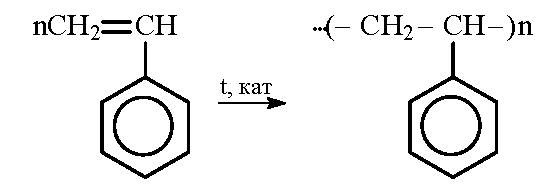 nCH₂=CH ···(– CH₂– CH–)n
t, кат